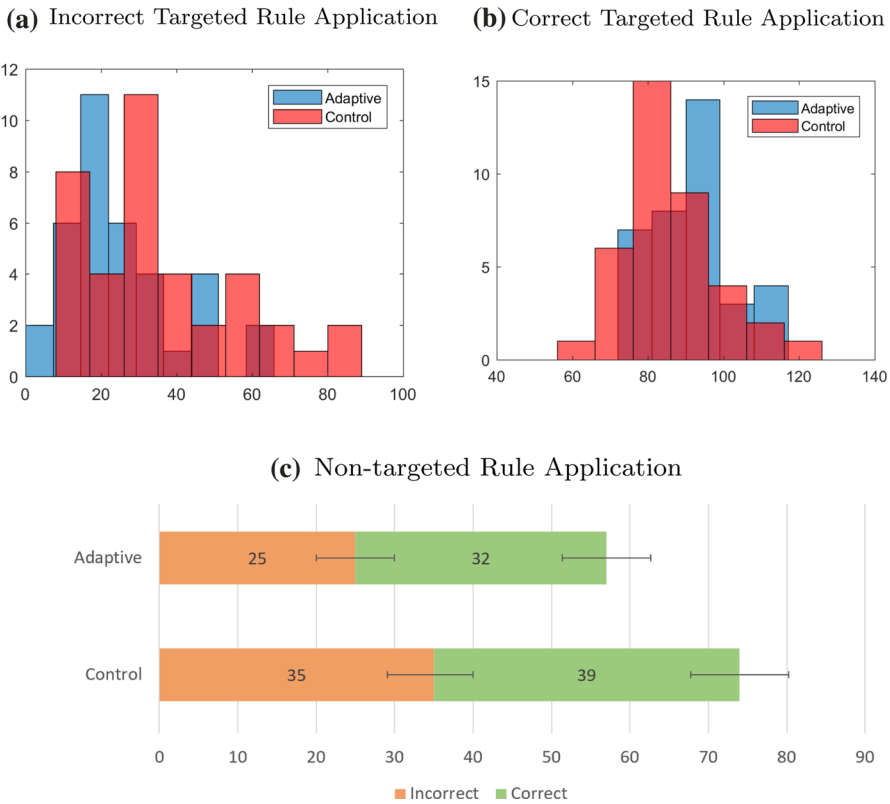 (a) Incorrect Targeted Rule Application
12
10
8
6
4
2
0
0 20 40 60 80 100
Adaptive
Control
(b) Correct Targeted Rule Application
15
10
5
0
40 60 80 100 120 140
Adaptive
Control
(c) Non-targeted Rule Application
Adaptive 25 32
Control 35 39
0 10 20 30 40 50 60 70 80 90
Incorrect Correct